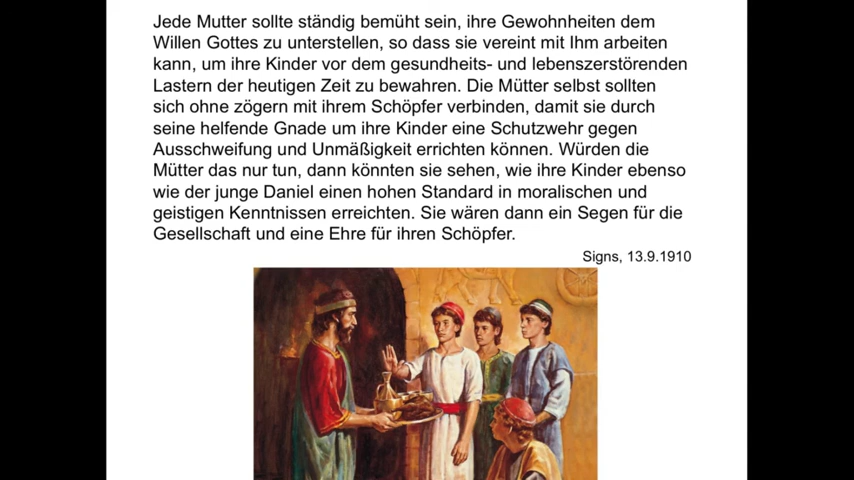 Jede Mutter sollte ständig bemüht sein, ihre Gewohnheiten dem
Willen Gottes zu unterstellen, so dass sie vereint mit Ihm arbeiten
kann, um ihre Kinder vor dem gesundheits- und lebenszerstörenden
Lastern der heutigen Zeit zu bewahren. Die Mütter selbst sollten
sich ohne zögern mit ihrem Schöpfer verbinden, damit sie durch
seine helfende Gnade um ihre Kinder eine Schutzwehr gegen
Ausschweifung und Unmäßigkeit errichten können. Würden die
Mütter das nur tun, dann könnten sie sehen, wie ihre Kinder ebenso
wie der junge Daniel einen hohen Standard in moralischen und
geistigen Kenntnissen erreichten. Sie wären dann ein Segen für die
Gesellschaft und eine Ehre für ihren Schöpfer.
Signs, 13.9.1910